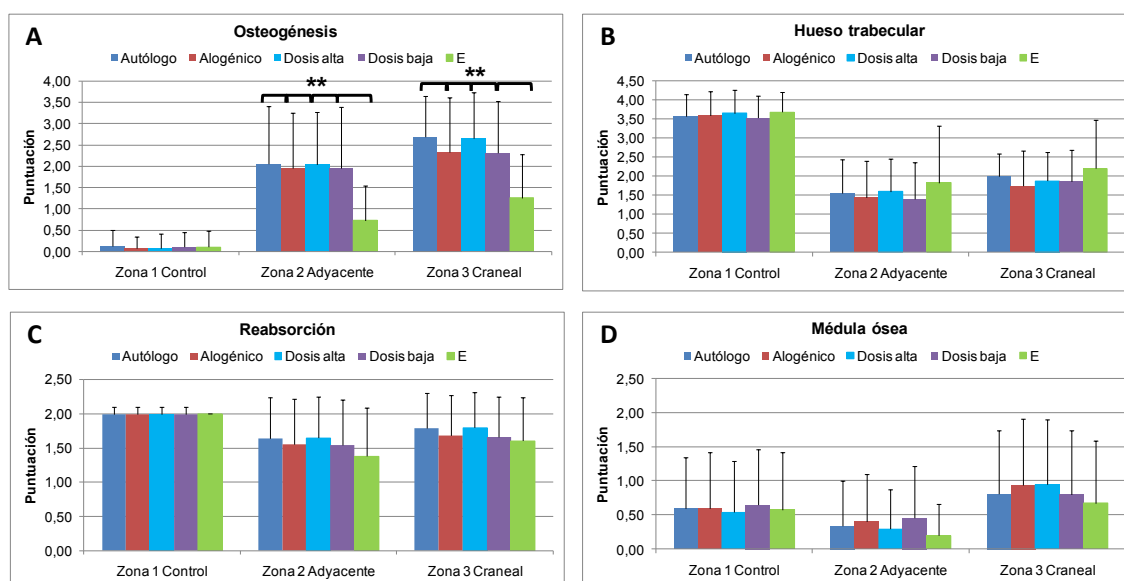 A
Osteogénesis
Autólogo Alogénico Dosis alta Dosis baja E
** **
Puntuación
4,00
3,50
3,00
2,50
2,00
1,50
1,00
0,50
0,00
Zona 1 Control Zona 2 Adyacente Zona 3 Craneal
B
Hueso trabecular
Autólogo Alogénico Dosis alta Dosis baja E
Puntuación
4,50
4,00
3,50
3,00
2,50
2,00
1,50
1,00
0,50
0,00
Zona 1 Control Zona 2 Adyacente Zona 3 Craneal
C
Reabsorción
Autólogo Alogénico Dosis alta Dosis baja E
Puntuación
2,50
2,00
1,50
1,00
0,50
0,00
Zona 1 Control Zona 2 Adyacente Zona 3 Craneal
D
Médula ósea
Autólogo Alogénico Dosis alta Dosis baja E
Puntuación
2,50
2,00
1,50
1,00
0,50
0,00
Zona 1 Control Zona 2 Adyacente Zona 3 Craneal